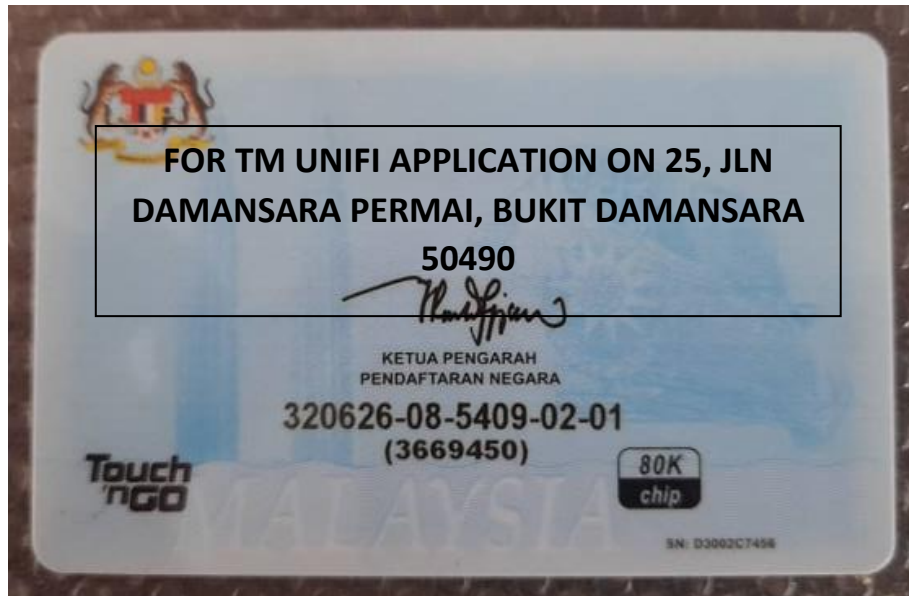 FOR TM UNIFI APPLICATION ON 25, JLN
DAMANSARA PERMAI, BUKIT DAMANSARA
50490
KETUA PENGARAH
PENDAFTARAN NEGARA
320626-08-5409-02-01
(3669450)
Touch
'nGO
80K
chip
MALAYSIA
SN: D3002C7456